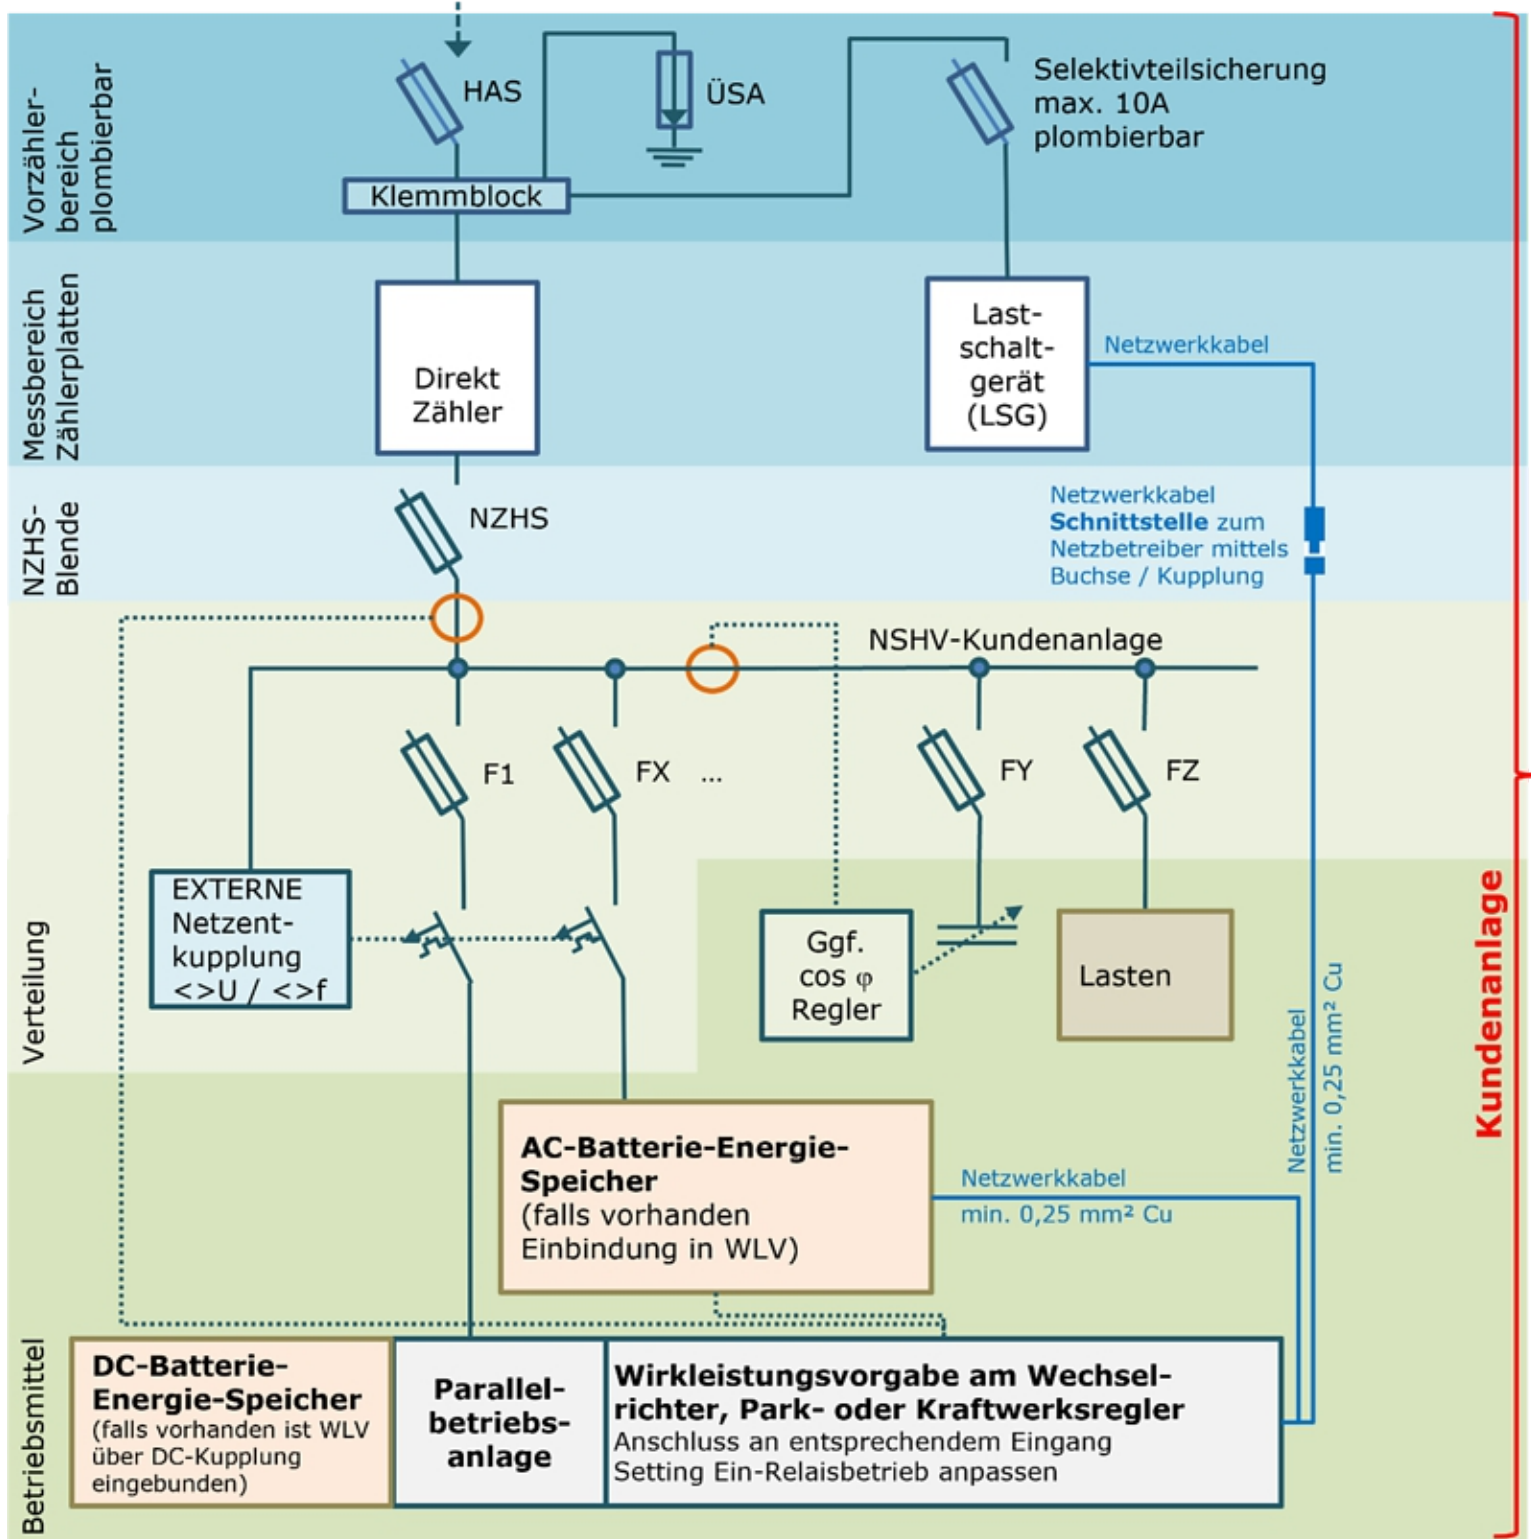 Vorzähler-
bereich
plombierbar
HAS
ÜSA
Selektivteilsicherung
max. 10A
plombierbar
Klemmblock
Messbereich
Zählerplatten
Direkt
Zähler
Last-
schalt-
gerät
(LSG)
Netzwerkkabel
NZHS-
Blende
NZHS
Netzwerkkabel
Schnittstelle zum
Netzbetreiber mittels
Buchse / Kupplung
NSHV-Kundenanlage
F1
FX ...
FY
FZ
Verteilung
EXTERNE
Netzent-
kupplung
<>U / <>f
Ggf.
cos φ
Regler
Lasten
Netzwerkkabel
min. 0,25 mm² Cu
Kundenanlage
AC-Batterie-Energie-
Speicher
(falls vorhanden
Einbindung in WLV)
Netzwerkkabel
min. 0,25 mm² Cu
Betriebsmittel
DC-Batterie-
Energie-Speicher
(falls vorhanden ist WLV
über DC-Kupplung
eingebunden)
Parallel-
betriebs-
anlage
Wirkleistungsvorgabe am Wechsel-
richter, Park- oder Kraftwerksregler
Anschluss an entsprechendem Eingang
Setting Ein-Relaisbetrieb anpassen